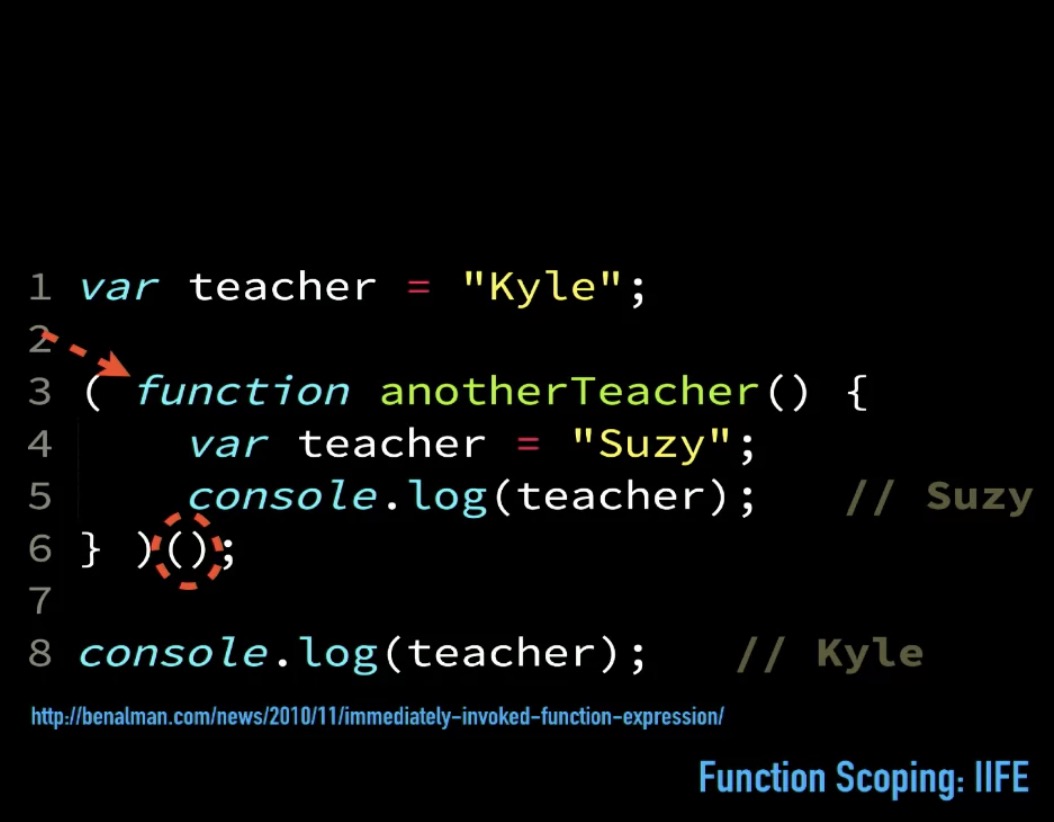 1 var teacher = "Kyle";
2
3 ( function anotherTeacher() {
4     var teacher = "Suzy";
5     console.log(teacher);   // Suzy
6 } )();
7
8 console.log(teacher);   // Kyle
http://benalman.com/news/2010/11/immediately-invoked-function-expression/
Function Scoping: IIFE